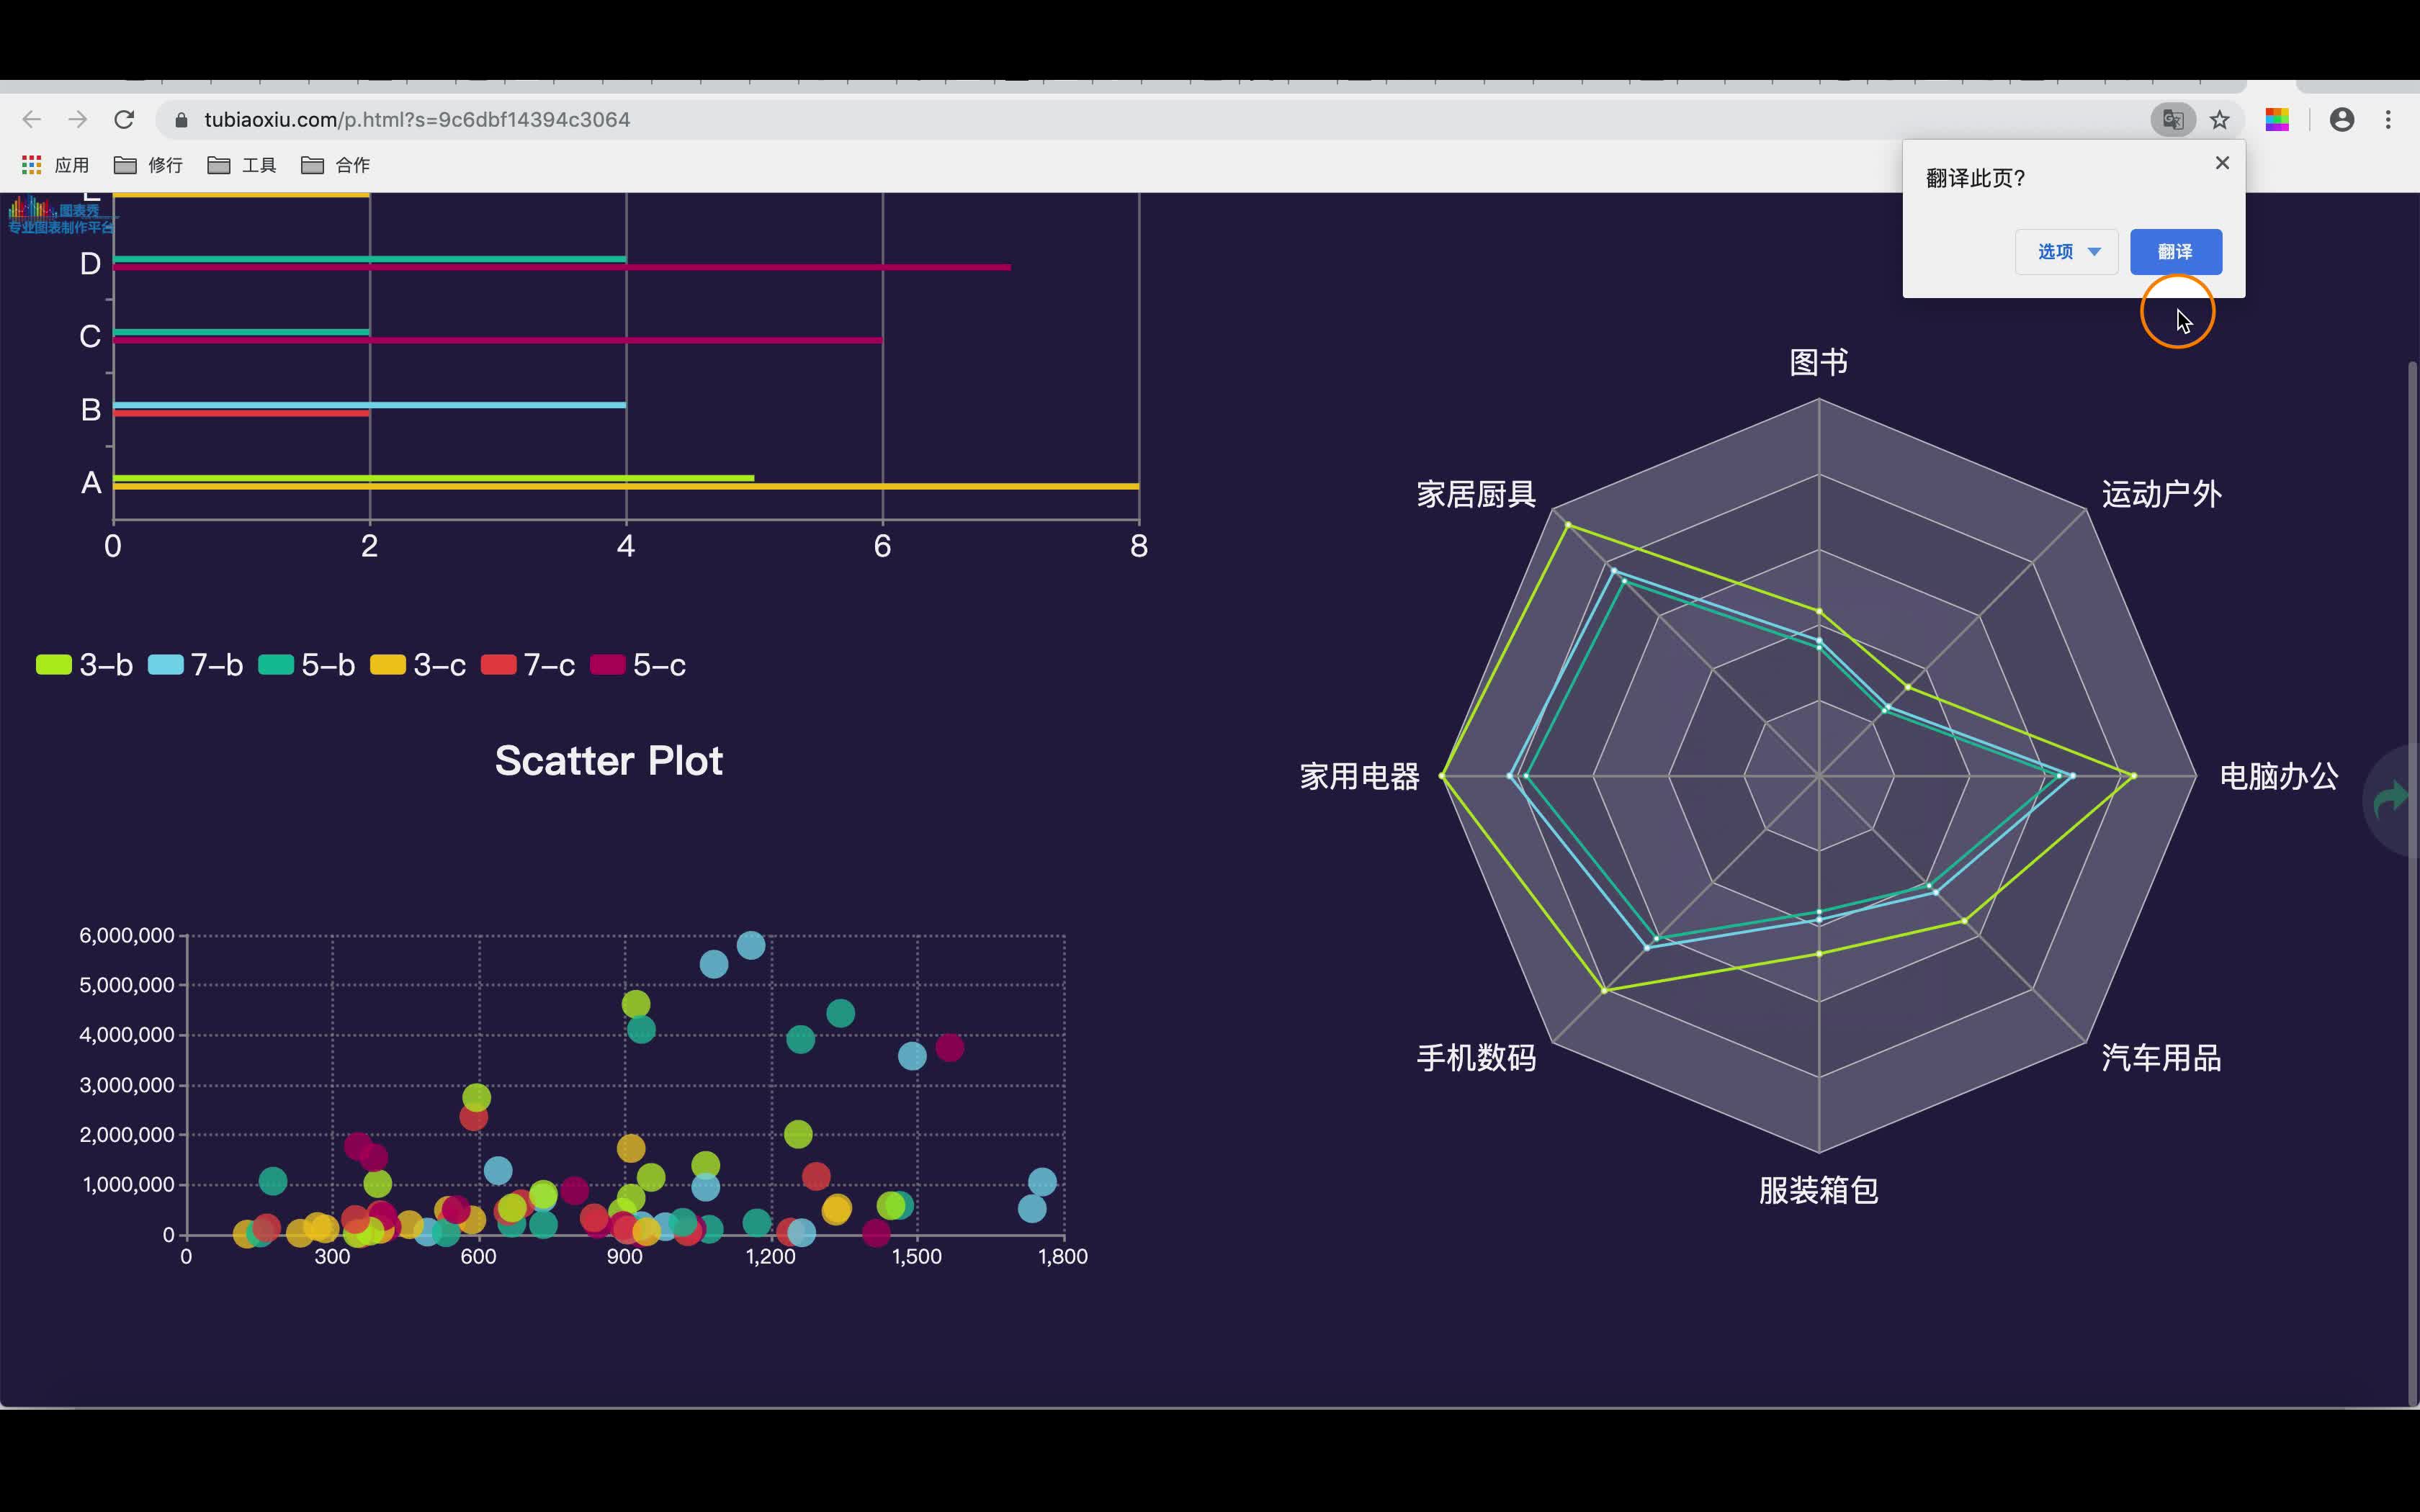 tubiaoxiu.com/p.html?s=9c6dbf14394c3064
应用 修行 工具 合作
翻译此页?
选项 翻译
图表秀
专业图表制作平台
E
D
C
B
A
0 2 4 6 8
3-b 7-b 5-b 3-c 7-c 5-c
Scatter Plot
6,000,000
5,000,000
4,000,000
3,000,000
2,000,000
1,000,000
0
0 300 600 900 1,200 1,500 1,800
图书
家居厨具 运动户外
家用电器 电脑办公
手机数码 汽车用品
服装箱包